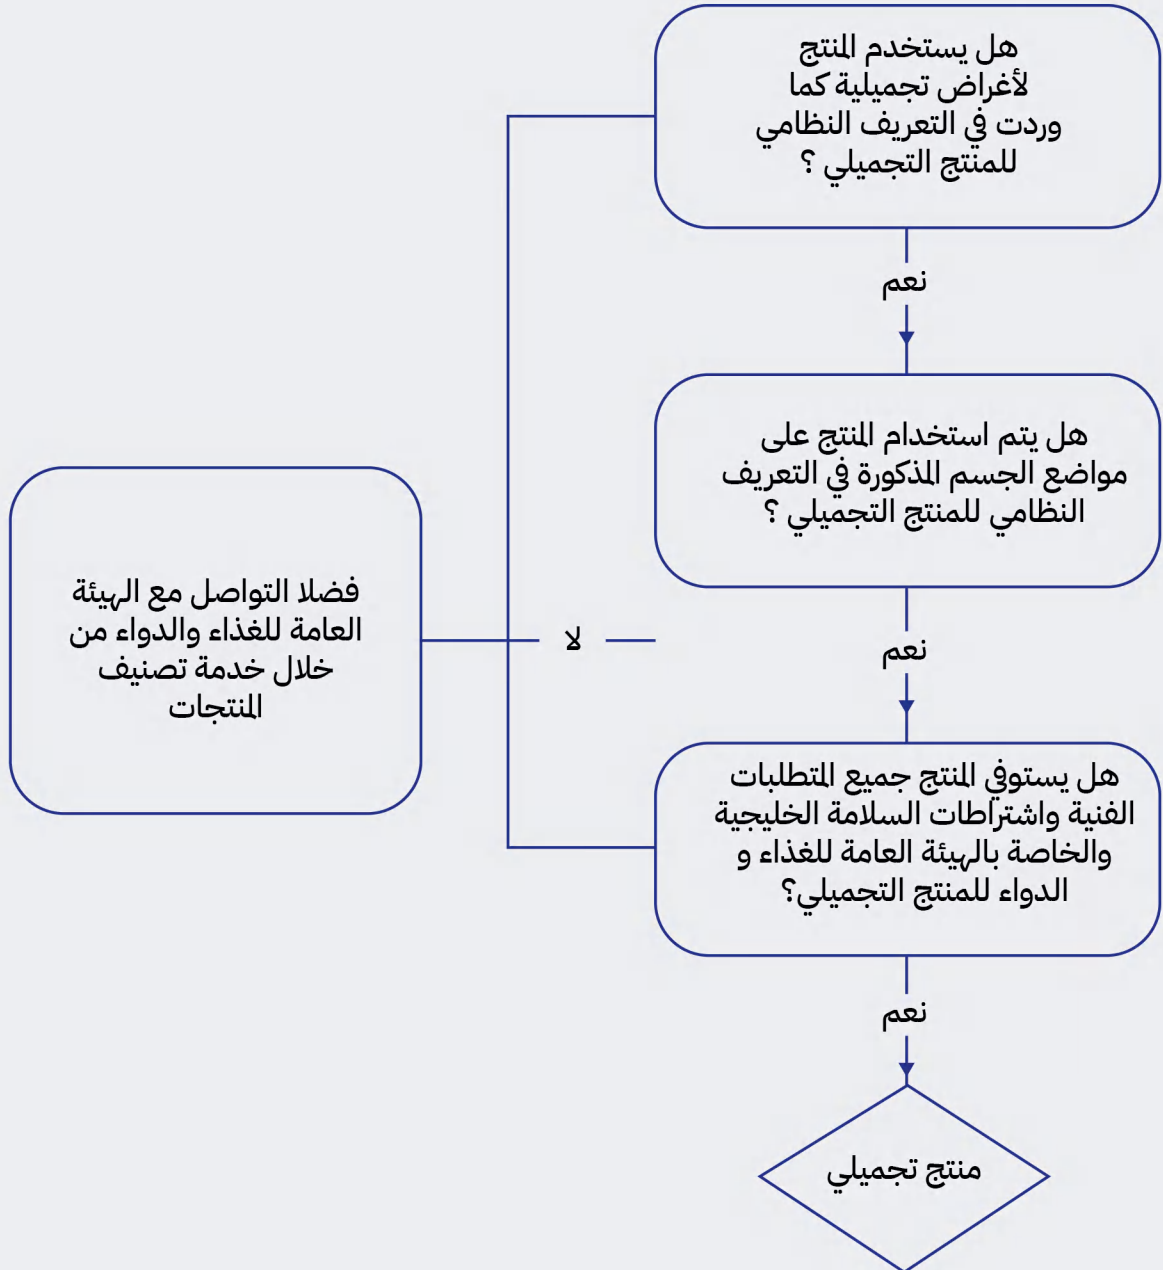 هل يستخدم المنتج
لأغراض تجميلية كما
وردت في التعريف النظامي
للمنتج التجميلي ؟
نعم
هل يتم استخدام المنتج على
مواضع الجسم المذكورة في التعريف
النظامي للمنتج التجميلي ؟
لا
فضلا التواصل مع الهيئة
العامة للغذاء والدواء من
خلال خدمة تصنيف
المنتجات
نعم
هل يستوفي المنتج جميع المتطلبات
الفنية واشتراطات السلامة الخليجية
والخاصة بالهيئة العامة للغذاء و
الدواء للمنتج التجميلي؟
نعم
منتج تجميلي